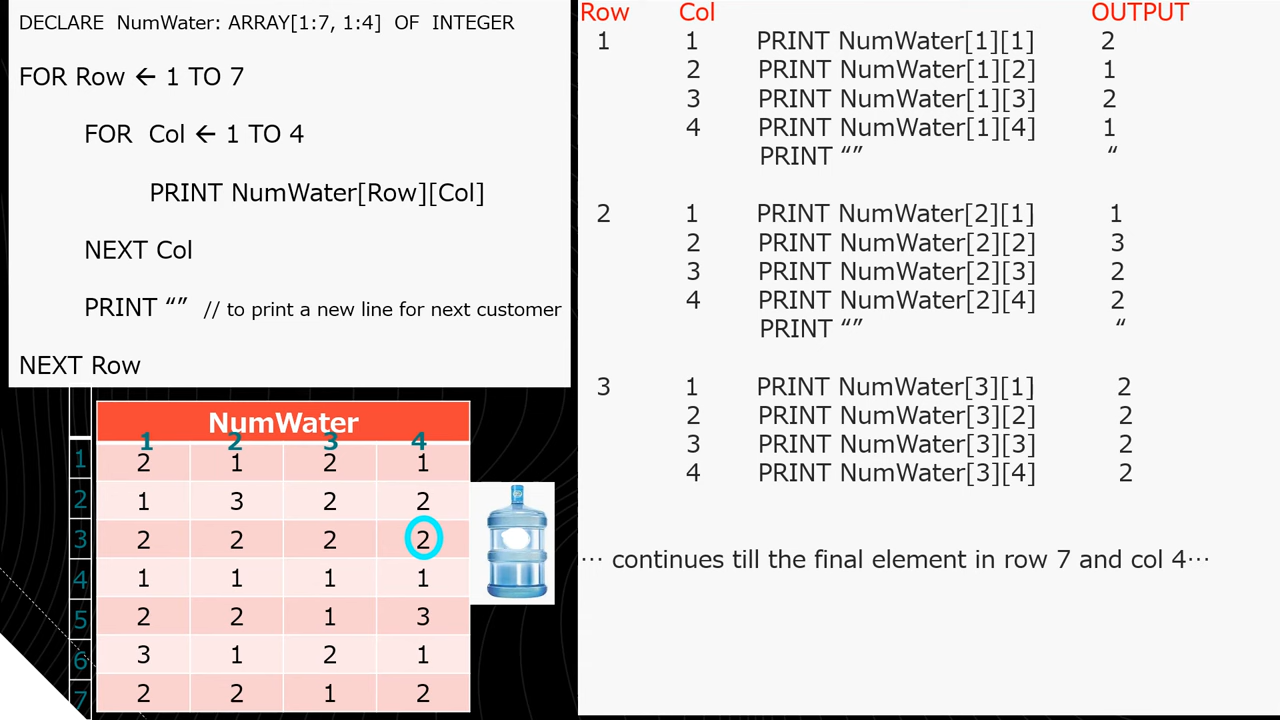 DECLARE NumWater: ARRAY[1:7, 1:4] OF INTEGER
FOR Row ← 1 TO 7
FOR Col ← 1 TO 4
PRINT NumWater[Row][Col]
NEXT Col
PRINT “” // to print a new line for next customer
NEXT Row
NumWater
1 2 3 4
1 2 1 2 1
2 1 3 2 2
3 2 2 2 2
4 1 1 1 1
5 2 2 1 3
6 3 1 2 1
7 2 2 1 2
Row Col OUTPUT
1 1 PRINT NumWater[1][1] 2
2 PRINT NumWater[1][2] 1
3 PRINT NumWater[1][3] 2
4 PRINT NumWater[1][4] 1
PRINT “” “
2 1 PRINT NumWater[2][1] 1
2 PRINT NumWater[2][2] 3
3 PRINT NumWater[2][3] 2
4 PRINT NumWater[2][4] 2
PRINT “” “
3 1 PRINT NumWater[3][1] 2
2 PRINT NumWater[3][2] 2
3 PRINT NumWater[3][3] 2
4 PRINT NumWater[3][4] 2
… continues till the final element in row 7 and col 4…